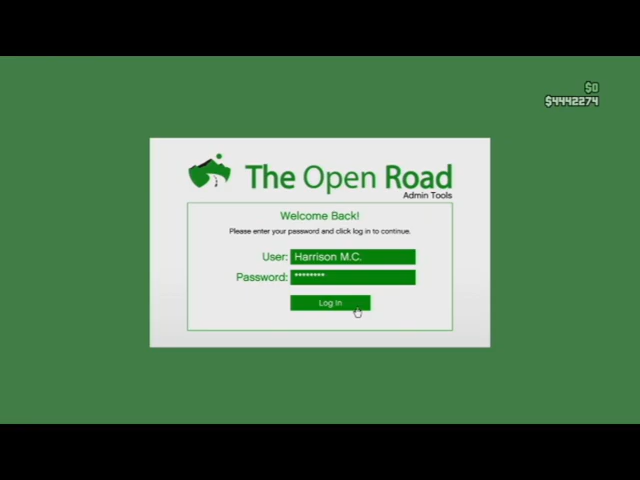 $0
$4442274
The Open Road
Admin Tools
Welcome Back!
Please enter your password and click log in to continue.
User: Harrison M.C.
Password: ********
Log In